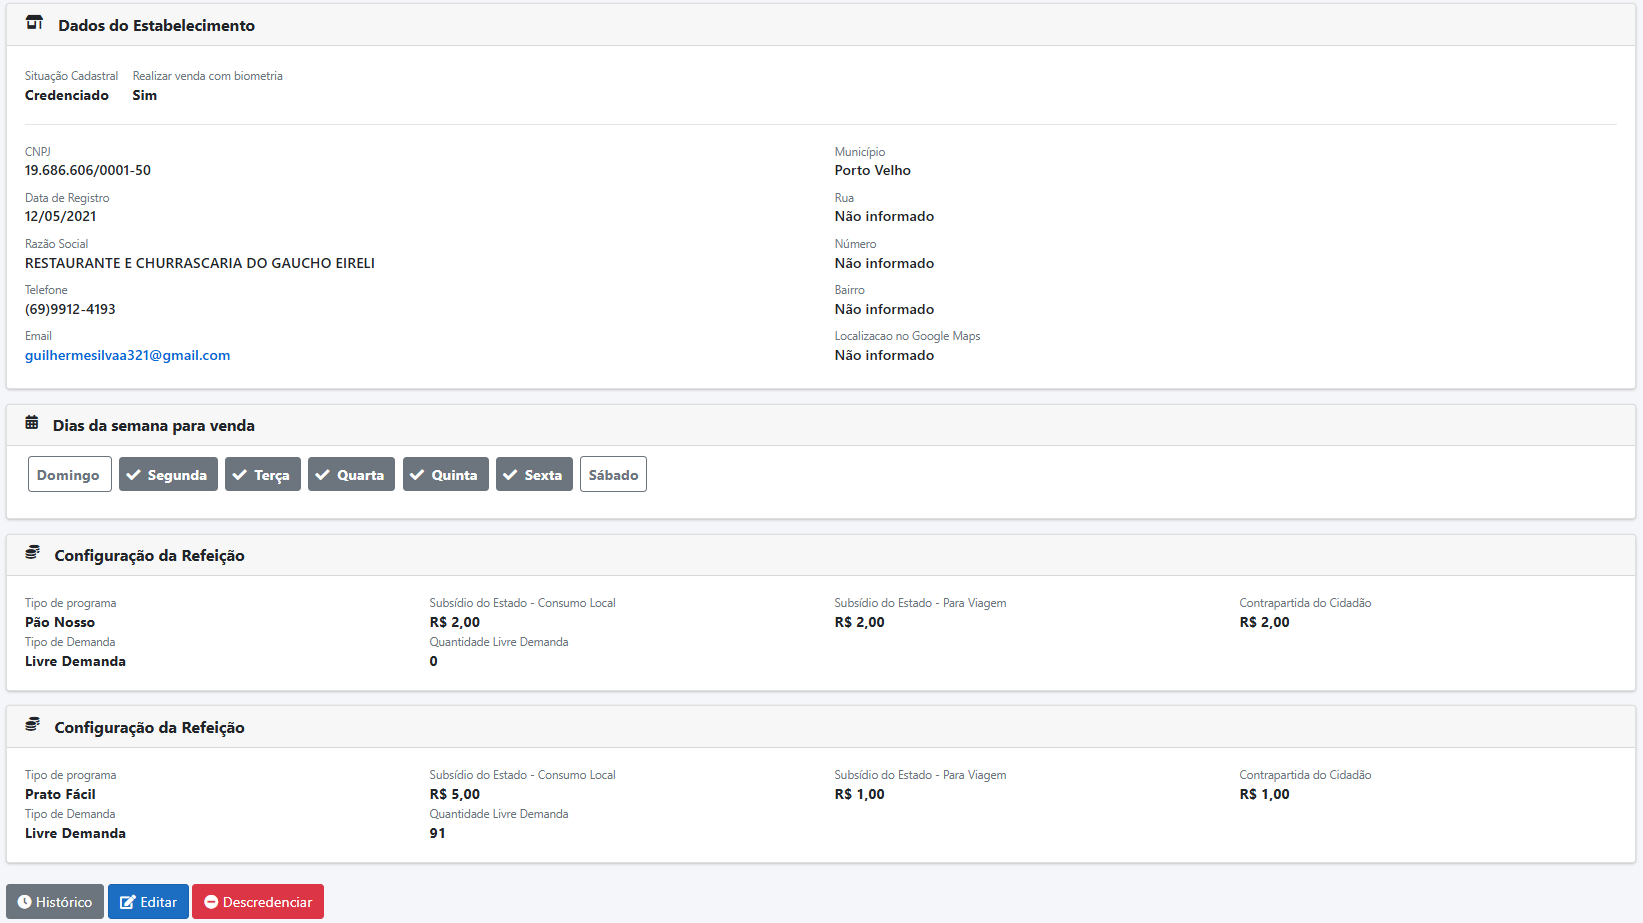 Dados do Estabelecimento
Situação Cadastral Realizar venda com biometria
Credenciado Sim
CNPJ
19.686.606/0001-50
Data de Registro
12/05/2021
Razão Social
RESTAURANTE E CHURRASCARIA DO GAUCHO EIRELI
Telefone
(69)9912-4193
Email
guilhermesilvaa321@gmail.com
Município
Porto Velho
Rua
Não informado
Número
Não informado
Bairro
Não informado
Localizacao no Google Maps
Não informado
Dias da semana para venda
Domingo Segunda Terça Quarta Quinta Sexta Sábado
Configuração da Refeição
Tipo de programa Subsídio do Estado - Consumo Local Subsídio do Estado - Para Viagem Contrapartida do Cidadão
Pão Nosso R$ 2,00 R$ 2,00 R$ 2,00
Tipo de Demanda Quantidade Livre Demanda
Livre Demanda 0
Configuração da Refeição
Tipo de programa Subsídio do Estado - Consumo Local Subsídio do Estado - Para Viagem Contrapartida do Cidadão
Prato Fácil R$ 5,00 R$ 1,00 R$ 1,00
Tipo de Demanda Quantidade Livre Demanda
Livre Demanda 91
Histórico Editar Descredenciar